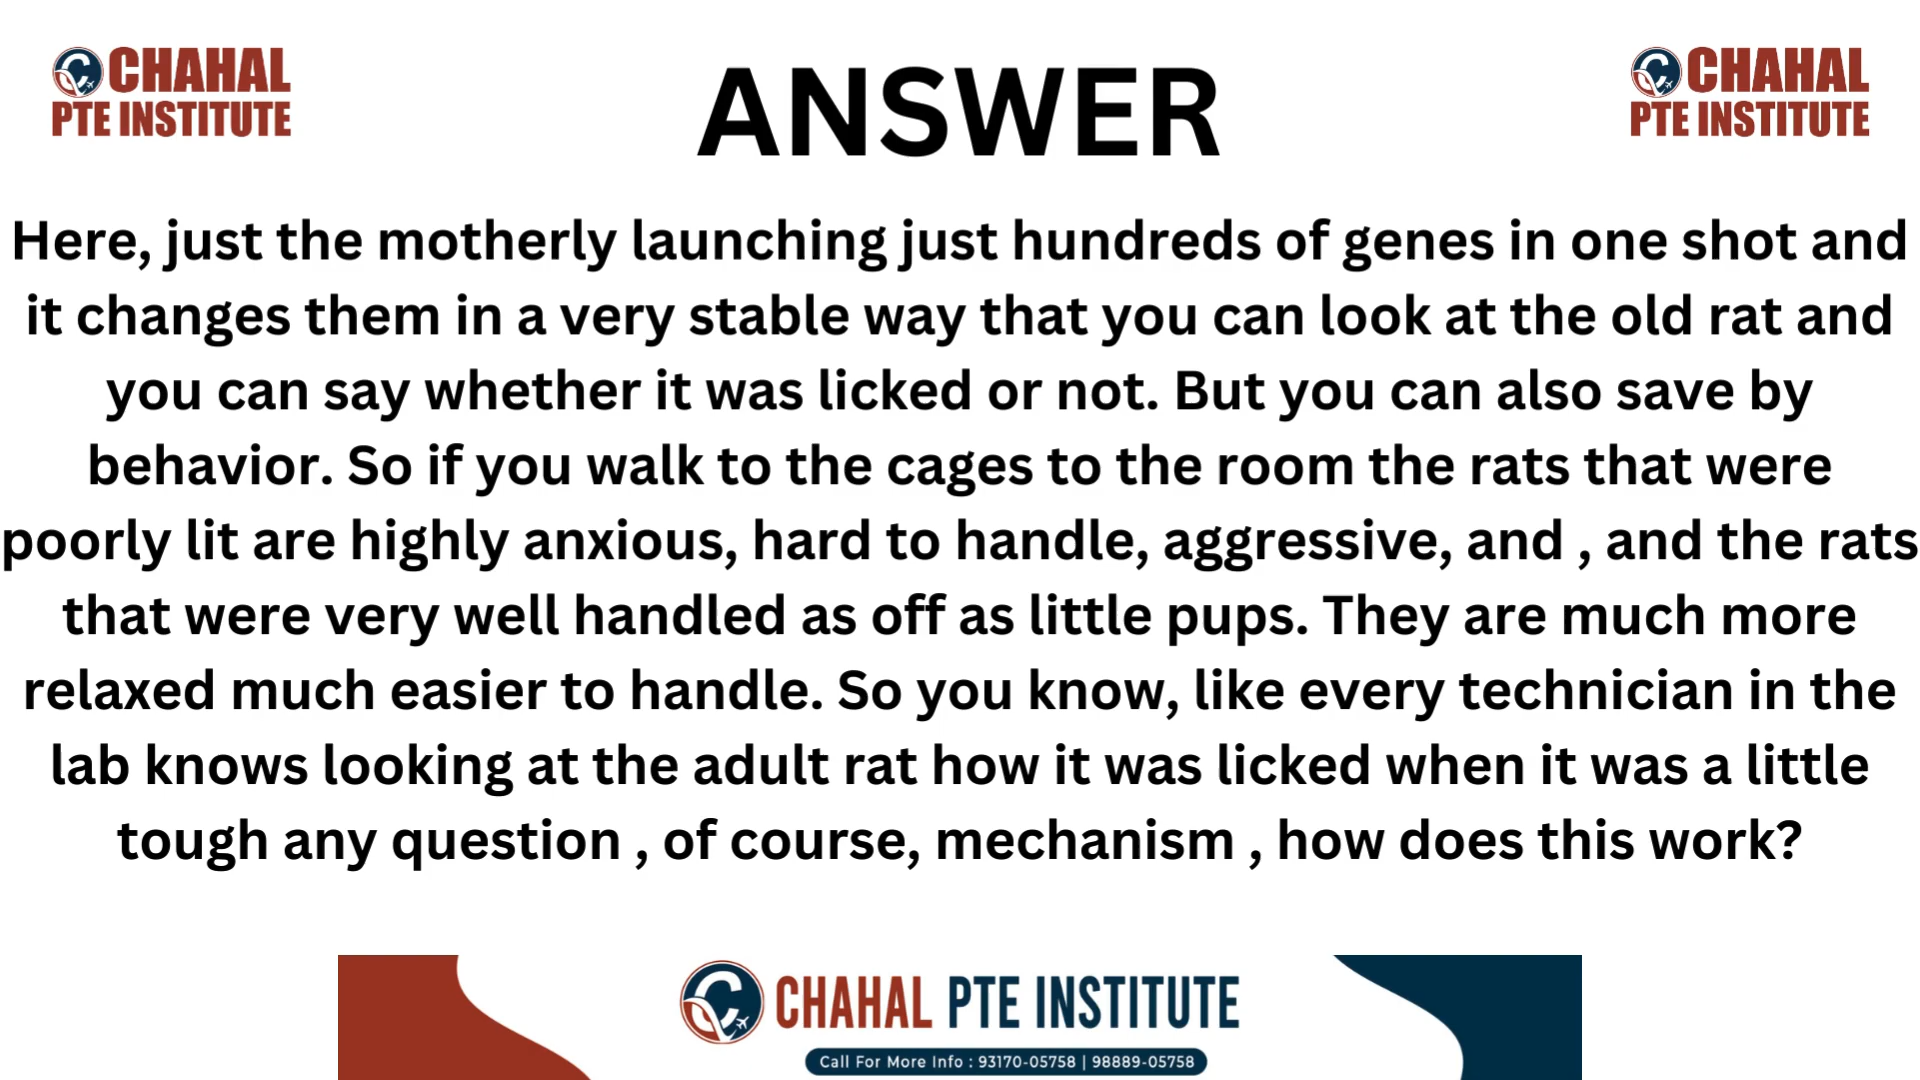 CHAHAL
PTE INSTITUTE
ANSWER
CHAHAL
PTE INSTITUTE
Here, just the motherly launching just hundreds of genes in one shot and
it changes them in a very stable way that you can look at the old rat and
you can say whether it was licked or not. But you can also save by
behavior. So if you walk to the cages to the room the rats that were
poorly lit are highly anxious, hard to handle, aggressive, and , and the rats
that were very well handled as off as little pups. They are much more
relaxed much easier to handle. So you know, like every technician in the
lab knows looking at the adult rat how it was licked when it was a little
tough any question , of course, mechanism , how does this work?
CHAHAL PTE INSTITUTE
Call For More Info : 93170-05758 | 98889-05758